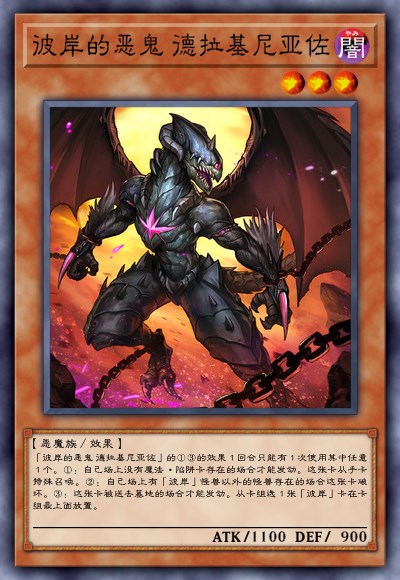 彼岸的恶鬼 德拉基尼亚佐
やみ
闇
【恶魔族／效果】
「彼岸的恶鬼 德拉基尼亚佐」的①③的效果1回合只能有1次使用其中任意
1个。①：自己场上没有魔法·陷阱卡存在的场合才能发动。这张卡从手卡
特殊召唤。②：自己场上有「彼岸」怪兽以外的怪兽存在的场合这张卡破
坏。③：这张卡被送去墓地的场合才能发动。从卡组选1张「彼岸」卡在卡
组最上面放置。
ATK/1100 DEF/ 900